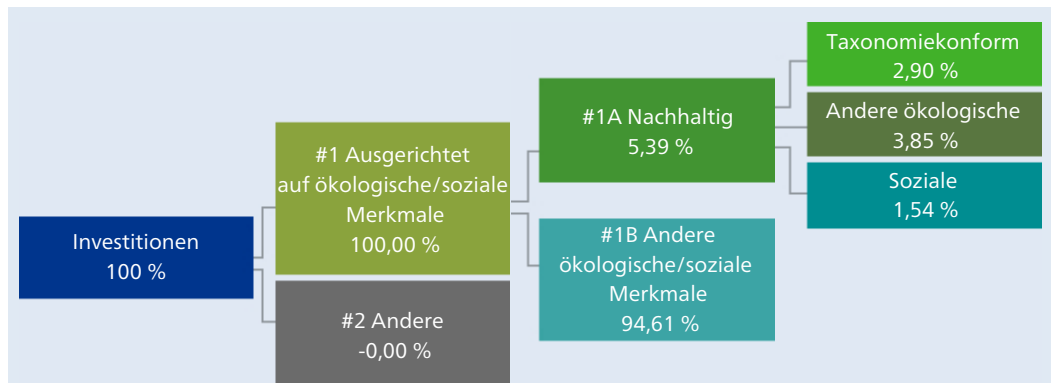 Investitionen
100 %
#1 Ausgerichtet
auf ökologische/soziale
Merkmale
100,00 %
#2 Andere
-0,00 %
#1A Nachhaltig
5,39 %
#1B Andere
ökologische/soziale
Merkmale
94,61 %
Taxonomiekonform
2,90 %
Andere ökologische
3,85 %
Soziale
1,54 %